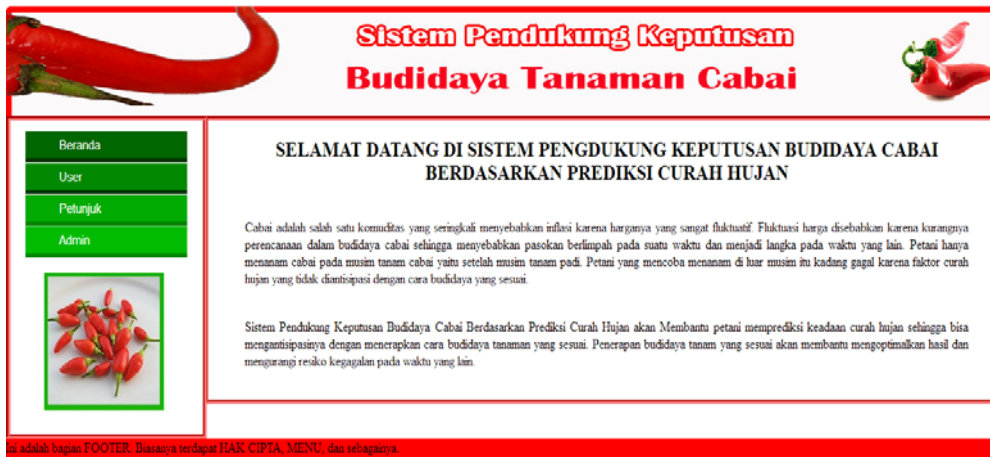 Sistem Pendukung Keputusan
Budidaya Tanaman Cabai
Beranda
User
Petunjuk
Admin
SELAMAT DATANG DI SISTEM PENGDUKUNG KEPUTUSAN BUDIDAYA CABAI
BERDASARKAN PREDIKSI CURAH HUJAN
Cabai adalah salah satu komuditas yang seringkali menyebabkan inflasi karena harganya yang sangat fluktuatif. Fluktuasi harga disebabkan karena kurangnya
perencanaan dalam budidaya cabai sehingga menyebabkan pasokan berlimpah pada suatu waktu dan menjadi langka pada waktu yang lain. Petani hanya
menanam cabai pada musim tanam cabai yaitu setelah musim tanam padi. Petani yang mencoba menanam di luar musim itu kadang gagal karena faktor curah
hujan yang tidak diantisipasi dengan cara budidaya yang sesuai.
Sistem Pendukung Keputusan Budidaya Cabai Berdasarkan Prediksi Curah Hujan akan Membantu petani memprediksi keadaan curah hujan sehingga bisa
mengantisipasinya dengan menerapkan cara budidaya tanaman yang sesuai. Penerapan budidaya tanam yang sesuai akan membantu mengoptimalkan hasil dan
mengurangi resiko kegagalan pada waktu yang lain.
Ini adalah bagian FOOTER. Biasanya terdapat HAK CIPTA, MENU, dan sebagainya.